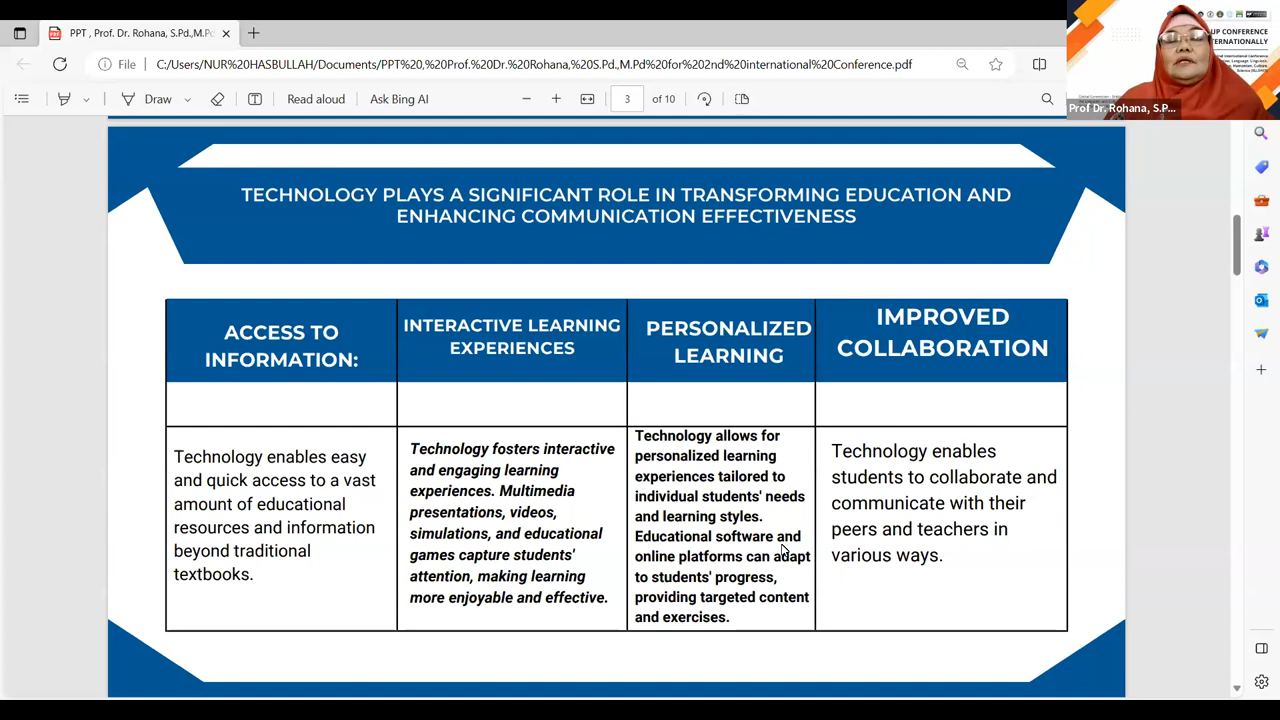 PPT , Prof. Dr. Rohana, S.Pd.,M.Pd
File
C:/Users/NUR%20HASBULLAH/Documents/PPT%20,%20Prof.%20Dr.%20Rohana,%20S.Pd.,M.Pd%20for%202nd%20International%20Conference.pdf
Draw
Read aloud
Ask Bing AI
3 of 10
UP CONFERENCE
TERNATIONALLY
Prof Dr. Rohana, S.P...
TECHNOLOGY PLAYS A SIGNIFICANT ROLE IN TRANSFORMING EDUCATION AND
ENHANCING COMMUNICATION EFFECTIVENESS
ACCESS TO
INFORMATION:
INTERACTIVE LEARNING
EXPERIENCES
PERSONALIZED
LEARNING
IMPROVED
COLLABORATION
Technology enables easy
and quick access to a vast
amount of educational
resources and information
beyond traditional
textbooks.
Technology fosters interactive
and engaging learning
experiences. Multimedia
presentations, videos,
simulations, and educational
games capture students'
attention, making learning
more enjoyable and effective.
Technology allows for
personalized learning
experiences tailored to
individual students' needs
and learning styles.
Educational software and
online platforms can adapt
to students' progress,
providing targeted content
and exercises.
Technology enables
students to collaborate and
communicate with their
peers and teachers in
various ways.